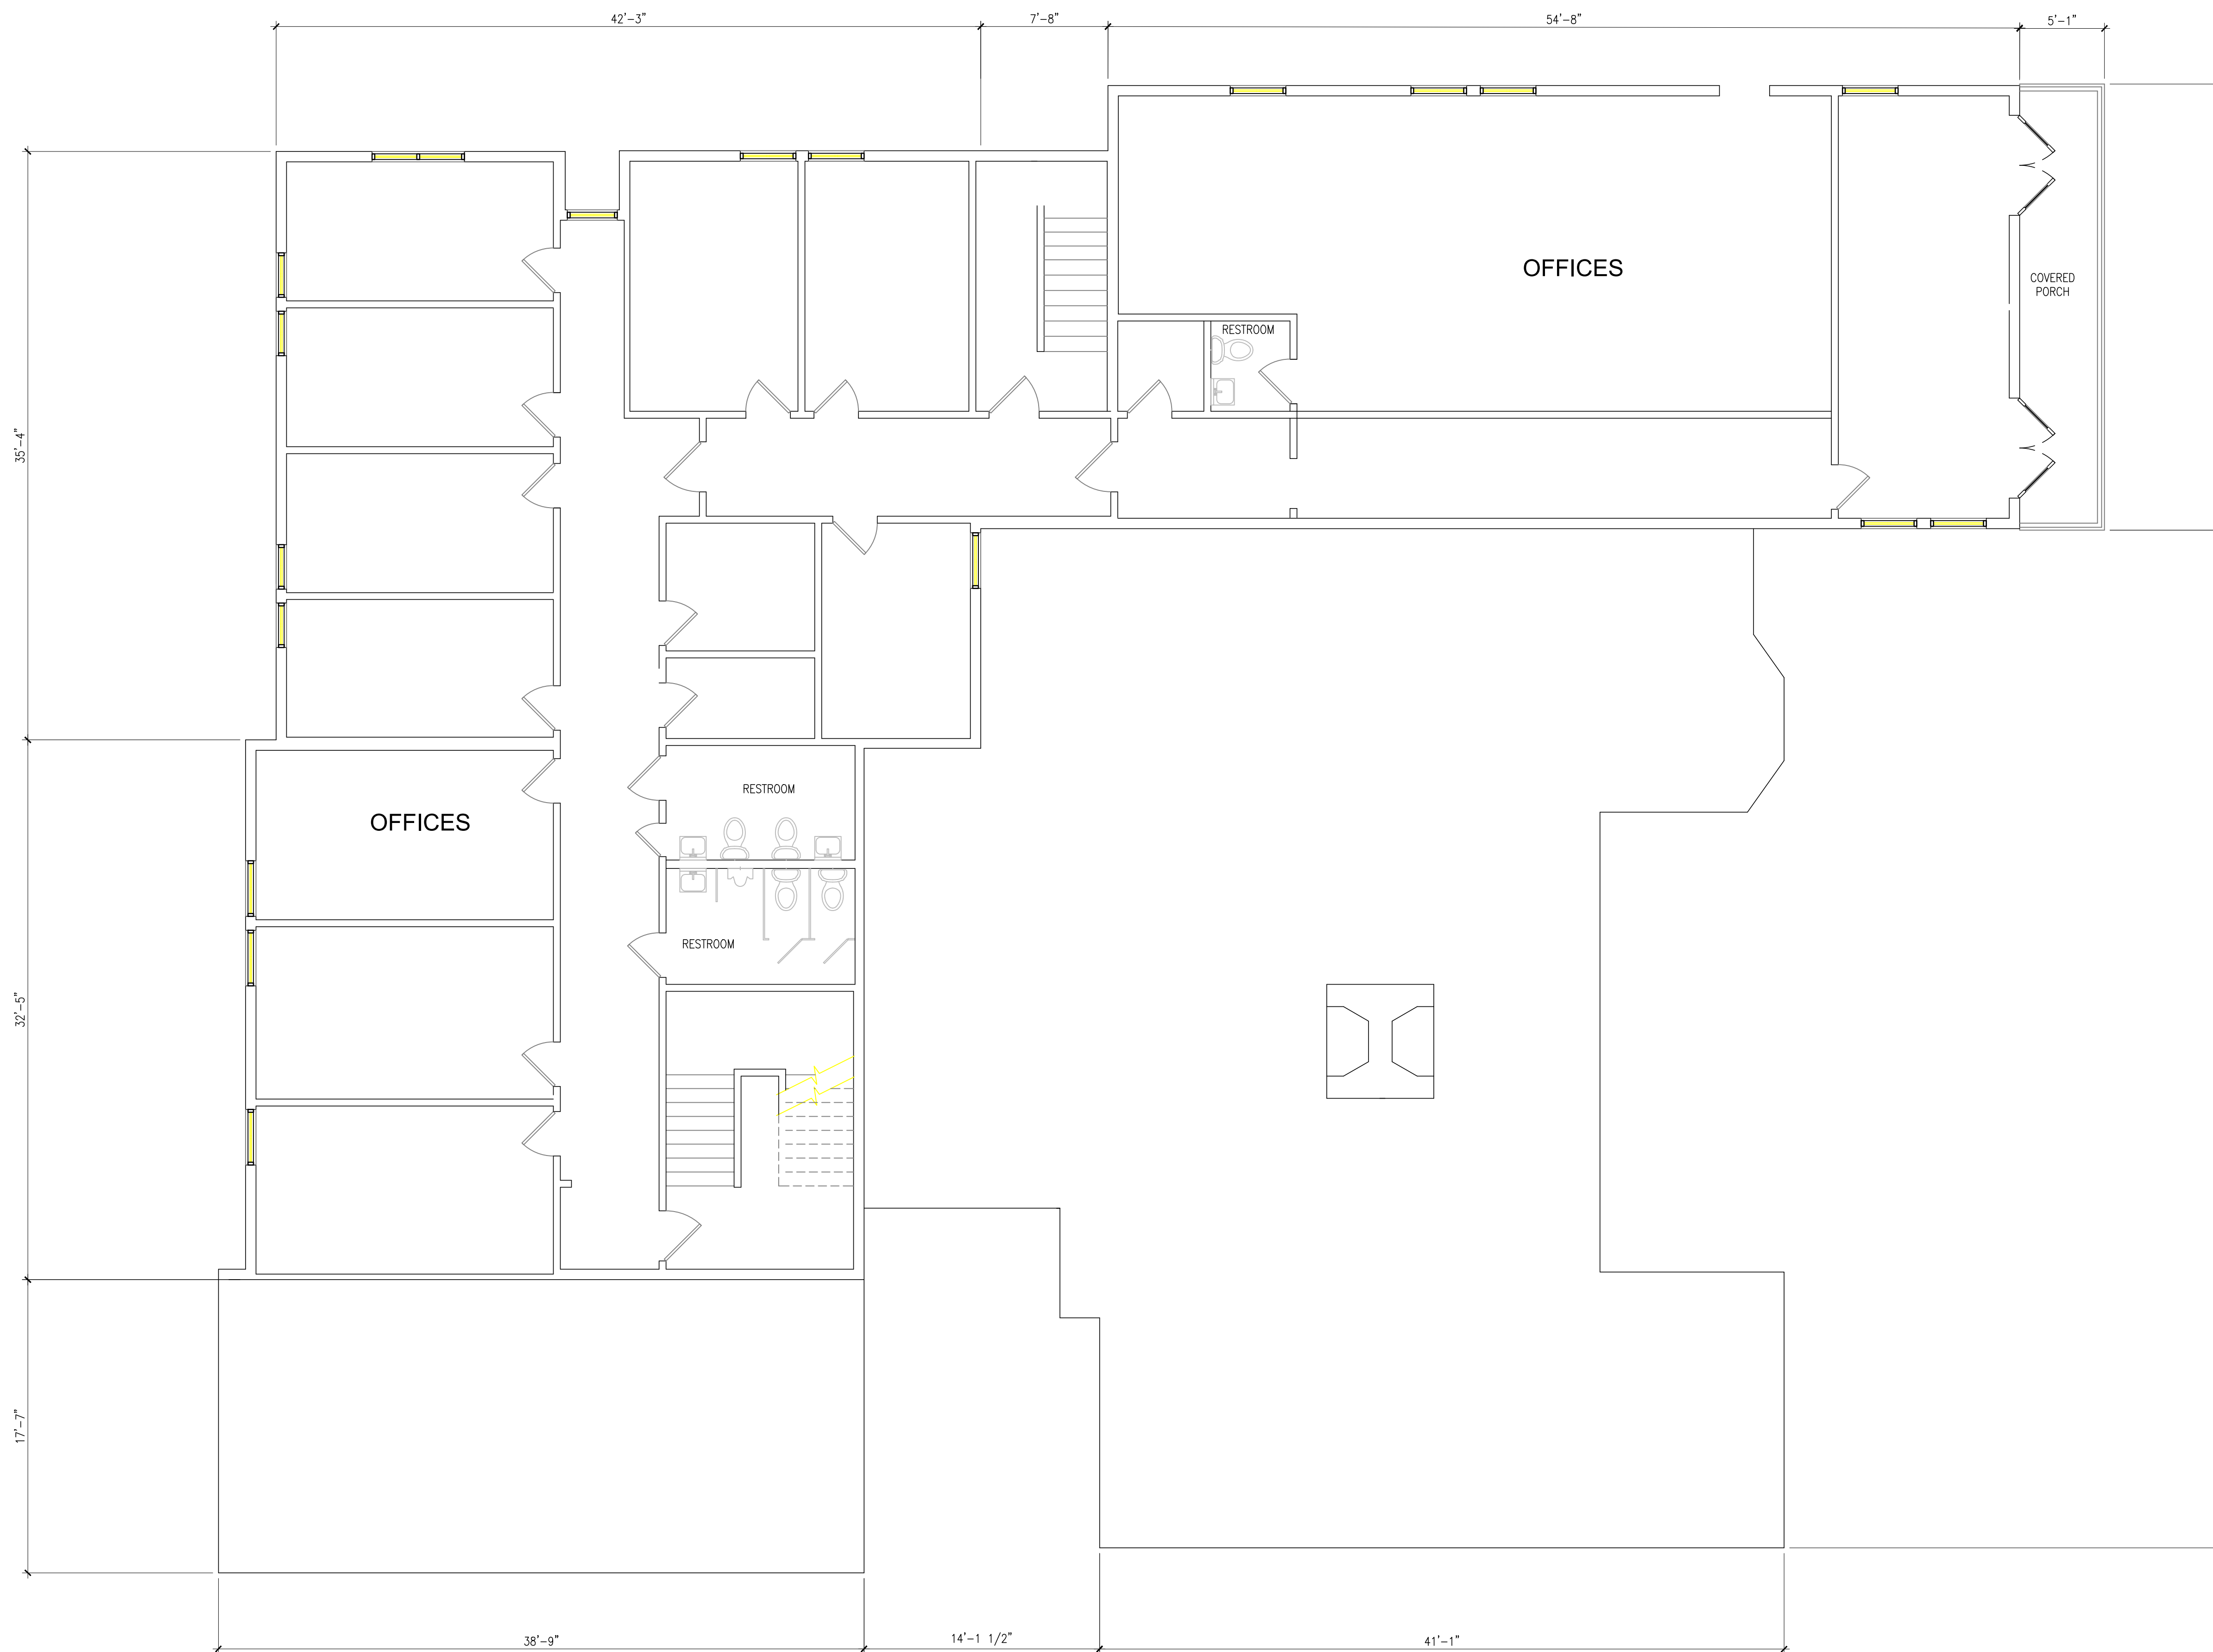 42'-3"
7'-8"
54'-8"
5'-1"
OFFICES
COVERED
PORCH
RESTROOM
35'-4"
RESTROOM
OFFICES
RESTROOM
32'-5"
17'-7"
38'-9"
14'-1 1/2"
41'-1"